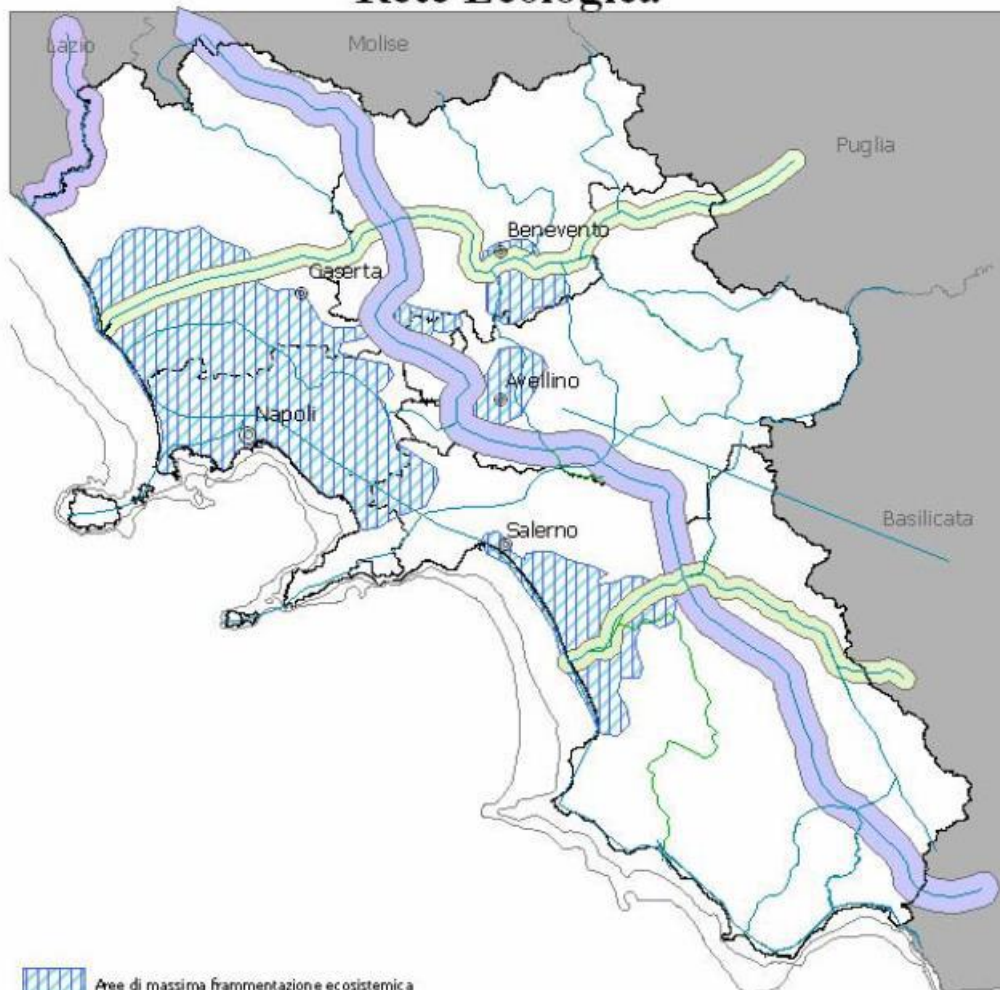 Rete Ecologica
Lazio
Molise
Puglia
Benevento
Caserta
Avellino
Napoli
Basilicata
Salerno
Aree di massima frammentazione ecosistemica